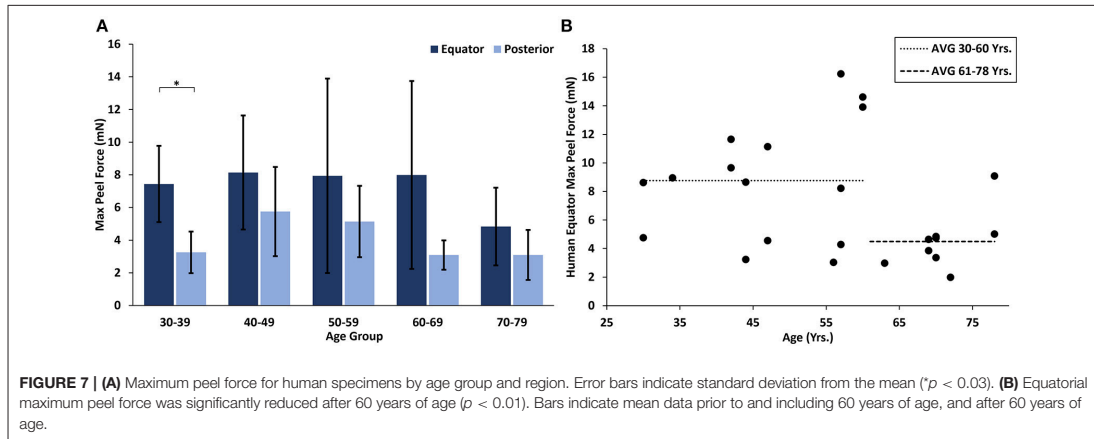 A
B
16
14
12
10
8
6
4
2
0
Max Peel Force (mN)
Equator Posterior
*
30-39 40-49 50-59 60-69 70-79
Age Group
18
16
14
12
10
8
6
4
2
0
Human Equator Max Peel Force (mN)
AVG 30-60 Yrs.
AVG 61-78 Yrs.
25 35 45 55 65 75
Age (Yrs.)
FIGURE 7 | (A) Maximum peel force for human specimens by age group and region. Error bars indicate standard deviation from the mean (*p < 0.03). (B) Equatorial
maximum peel force was significantly reduced after 60 years of age (p < 0.01). Bars indicate mean data prior to and including 60 years of age, and after 60 years of
age.